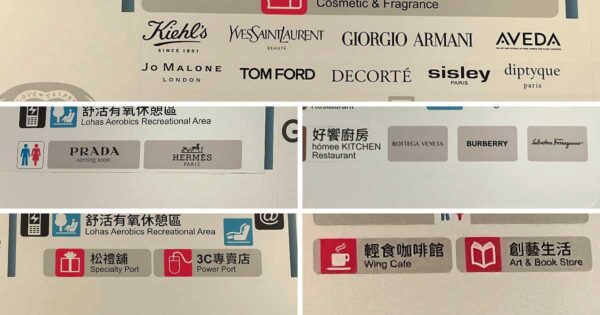 Cosmetic & Fragrance
Kiehl's
SINCE 1851
YVESSAINTLAURENT
BEAUTÉ
GIORGIO ARMANI
AVEDA
JO MALONE
LONDON
TOM FORD
DECORTÉ
sisley
PARIS
diptyque
paris
舒活有氧休憩區
Lohas Aerobics Recreational Area
PRADA
coming soon
HERMÈS
PARIS
Restaurant
好饗廚房
hómee KITCHEN
Restaurant
BOTTEGA VENETA
BURBERRY
Salvatore Ferragamo
舒活有氧休憩區
Lohas Aerobics Recreational Area
@
松禮舖
Specialty Port
3C專賣店
Power Port
輕食咖啡館
Wing Cafe
創藝生活
Art & Book Store